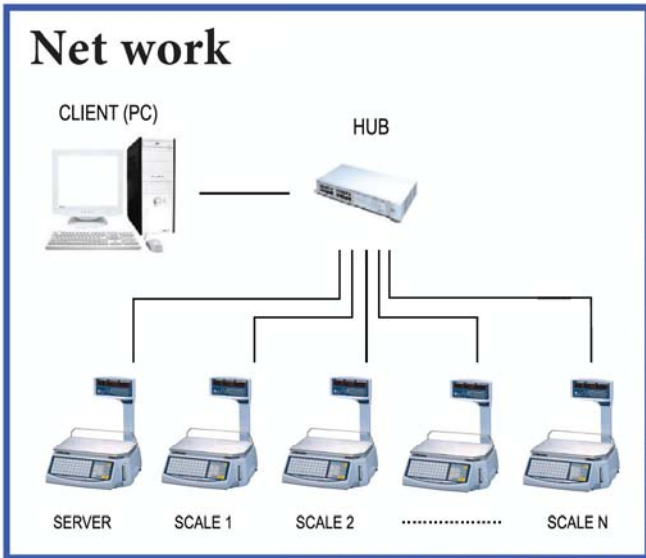 Net work
CLIENT (PC)
HUB
SERVER
SCALE 1
SCALE 2
....................
SCALE N